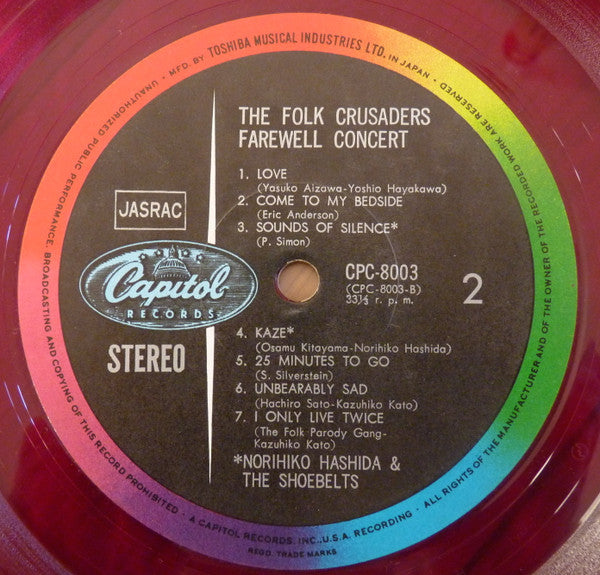 MFD. BY TOSHIBA MUSICAL INDUSTRIES LTD. IN JAPAN • ALL RIGHTS OF THE MANUFACTURER AND OF THE OWNER OF THE RECORDED WORK ARE RESERVED •
UNAUTHORIZED PUBLIC PERFORMANCE, BROADCASTING AND COPYING OF THIS RECORD PROHIBITED •
THE FOLK CRUSADERS
FAREWELL CONCERT
1. LOVE
(Yasuko Aizawa-Yoshio Hayakawa)
2. COME TO MY BEDSIDE
(Eric Anderson)
3. SOUNDS OF SILENCE*
(P. Simon)
JASRAC
Capitol
RECORDS
STEREO
CPC-8003
(CPC-8003-B)
33⅓ r. p. m.
2
4. KAZE*
(Osamu Kitayama-Norihiko Hashida)
5. 25 MINUTES TO GO
(S. Silverstein)
6. UNBEARABLY SAD
(Hachiro Sato-Kazuhiko Kato)
7. I ONLY LIVE TWICE
(The Folk Parody Gang-
Kazuhiko Kato)
*NORIHIKO HASHIDA &
THE SHOEBELTS
• A CAPITOL RECORDS, INC., U.S.A. RECORDING •
REGD. TRADE MARKS